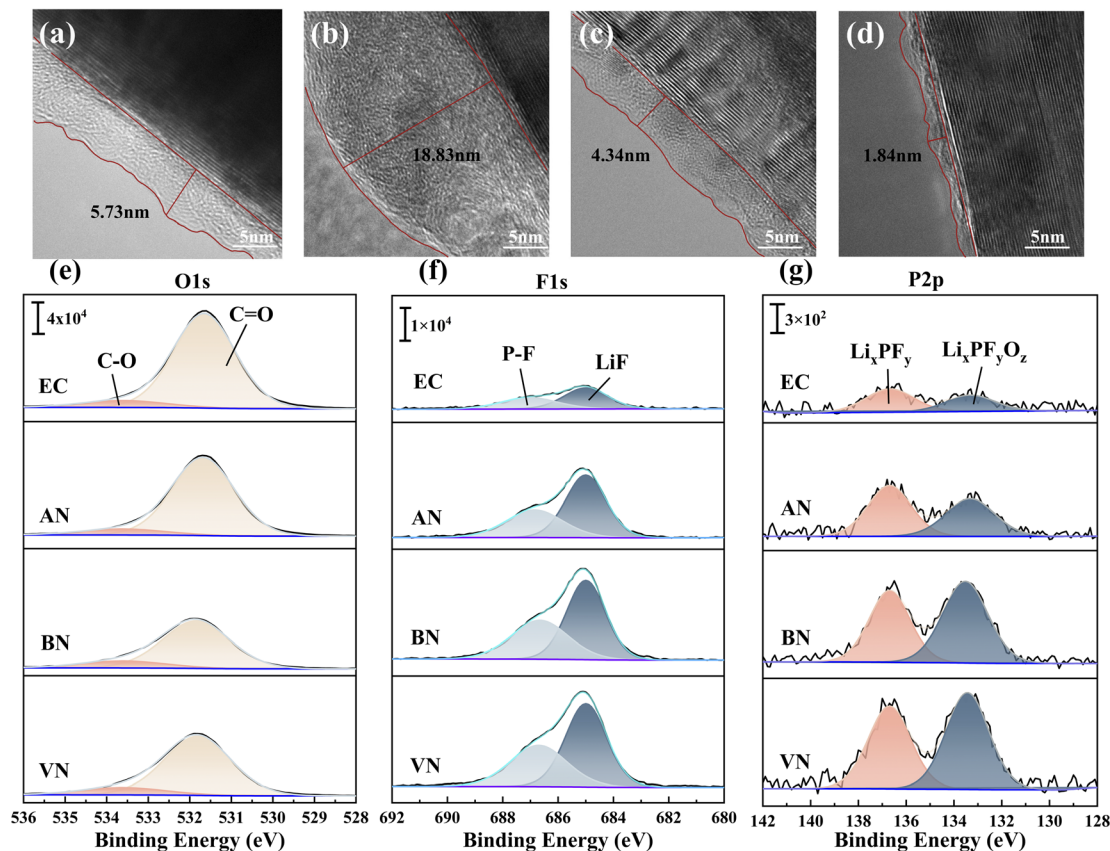 (a) (b) (c) (d)
5.73nm 18.83nm 4.34nm 1.84nm
5nm 5nm 5nm 5nm
(e) O1s (f) F1s (g) P2p
4x10⁴ 1×10⁴ 3×10²
C=O
C-O
EC
P-F
LiF
EC
LiₓPFᵧ LiₓPFᵧO_z
EC
AN AN AN
BN BN BN
VN VN VN
536 535 534 533 532 531 530 529 528
692 690 688 686 684 682 680
142 140 138 136 134 132 130 128
Binding Energy (eV) Binding Energy (eV) Binding Energy (eV)